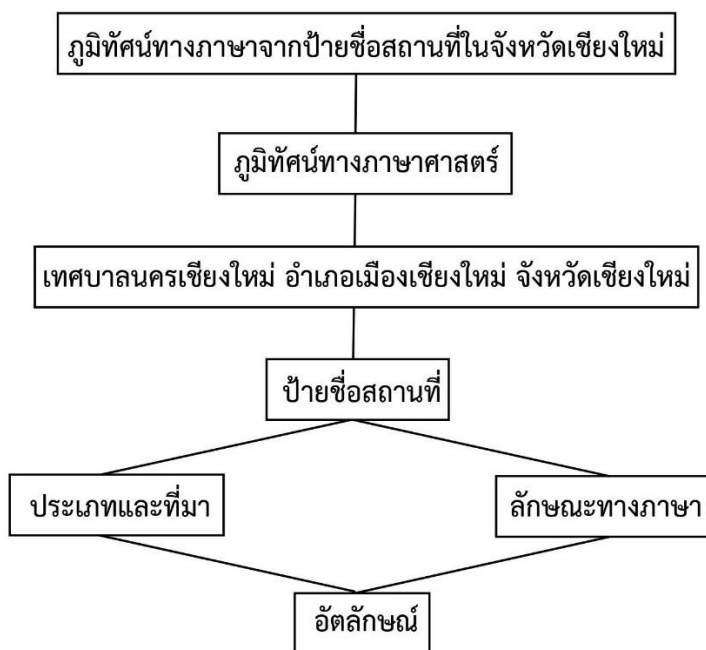 ภูมิทัศน์ทางภาษาจากป้ายชื่อสถานที่ในจังหวัดเชียงใหม่
ภูมิทัศน์ทางภาษาศาสตร์
เทศบาลนครเชียงใหม่ อำเภอเมืองเชียงใหม่ จังหวัดเชียงใหม่
ป้ายชื่อสถานที่
ประเภทและที่มา
ลักษณะทางภาษา
อัตลักษณ์